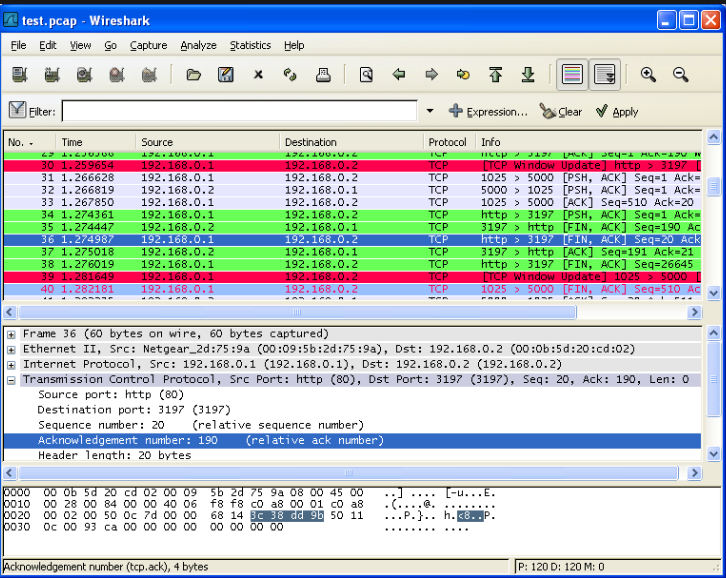 test.pcap - Wireshark
File Edit View Go Capture Analyze Statistics Help
Filter: Expression... Clear Apply
No. . Time Source Destination Protocol Info
29 1.256388 192.168.0.1 192.168.0.2 TCP http > 3197 [ACK] Seq=1 Ack=190 W
30 1.259654 192.168.0.1 192.168.0.2 TCP [TCP Window Update] http > 3197 [
31 1.266628 192.168.0.1 192.168.0.2 TCP 1025 > 5000 [PSH, ACK] Seq=1 Ack=
32 1.266819 192.168.0.2 192.168.0.1 TCP 5000 > 1025 [PSH, ACK] Seq=1 Ack=
33 1.267850 192.168.0.1 192.168.0.2 TCP 1025 > 5000 [ACK] Seq=510 Ack=20
34 1.274361 192.168.0.1 192.168.0.2 TCP http > 3197 [PSH, ACK] Seq=1 Ack=
35 1.274447 192.168.0.2 192.168.0.1 TCP 3197 > http [FIN, ACK] Seq=190 Ac
36 1.274987 192.168.0.1 192.168.0.2 TCP http > 3197 [FIN, ACK] Seq=20 Ack
37 1.275018 192.168.0.2 192.168.0.1 TCP 3197 > http [ACK] Seq=191 Ack=21
38 1.276019 192.168.0.1 192.168.0.2 TCP http > 3197 [FIN, ACK] Seq=26645
39 1.281649 192.168.0.1 192.168.0.2 TCP [TCP Window Update] 1025 > 5000 [
40 1.282181 192.168.0.1 192.168.0.2 TCP 1025 > 5000 [FIN, ACK] Seq=510 Ac
Frame 36 (60 bytes on wire, 60 bytes captured)
Ethernet II, Src: Netgear_2d:75:9a (00:09:5b:2d:75:9a), Dst: 192.168.0.2 (00:0b:5d:20:cd:02)
Internet Protocol, Src: 192.168.0.1 (192.168.0.1), Dst: 192.168.0.2 (192.168.0.2)
Transmission Control Protocol, Src Port: http (80), Dst Port: 3197 (3197), Seq: 20, Ack: 190, Len: 0
Source port: http (80)
Destination port: 3197 (3197)
Sequence number: 20 (relative sequence number)
Acknowledgement number: 190 (relative ack number)
Header length: 20 bytes
0000 00 0b 5d 20 cd 02 00 09 5b 2d 75 9a 08 00 45 00 ..] .... [-u...E.
0010 00 28 00 84 00 00 40 06 f8 f8 c0 a8 00 01 c0 a8 .(....@. ........
0020 00 02 00 50 0c 7d 00 00 68 14 3c 38 dd 9b 50 11 ...P.}.. h.<8..P.
0030 0c 00 93 ca 00 00 00 00 00 00 00 00 ........ ....
Acknowledgement number (tcp.ack), 4 bytes P: 120 D: 120 M: 0